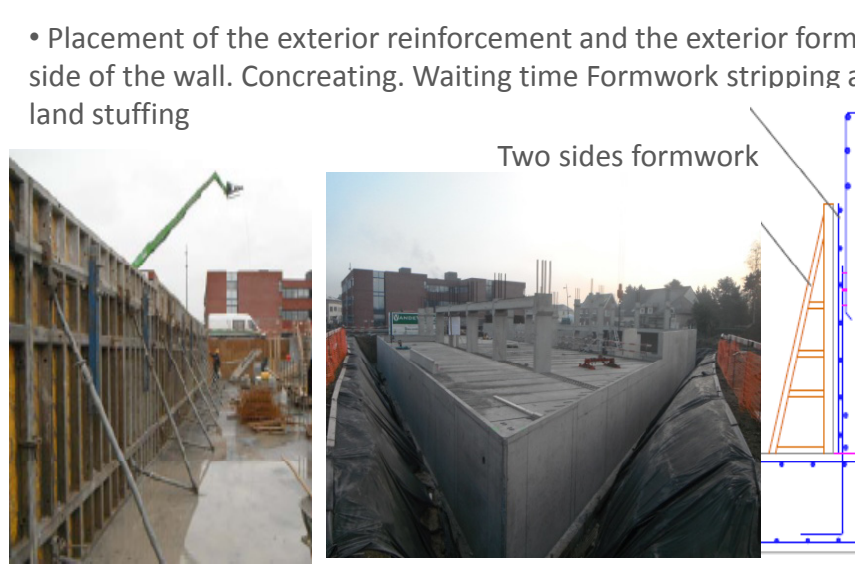 • Placement of the exterior reinforcement and the exterior form
side of the wall. Concreating. Waiting time Formwork stripping a
land stuffing
Two sides formwork